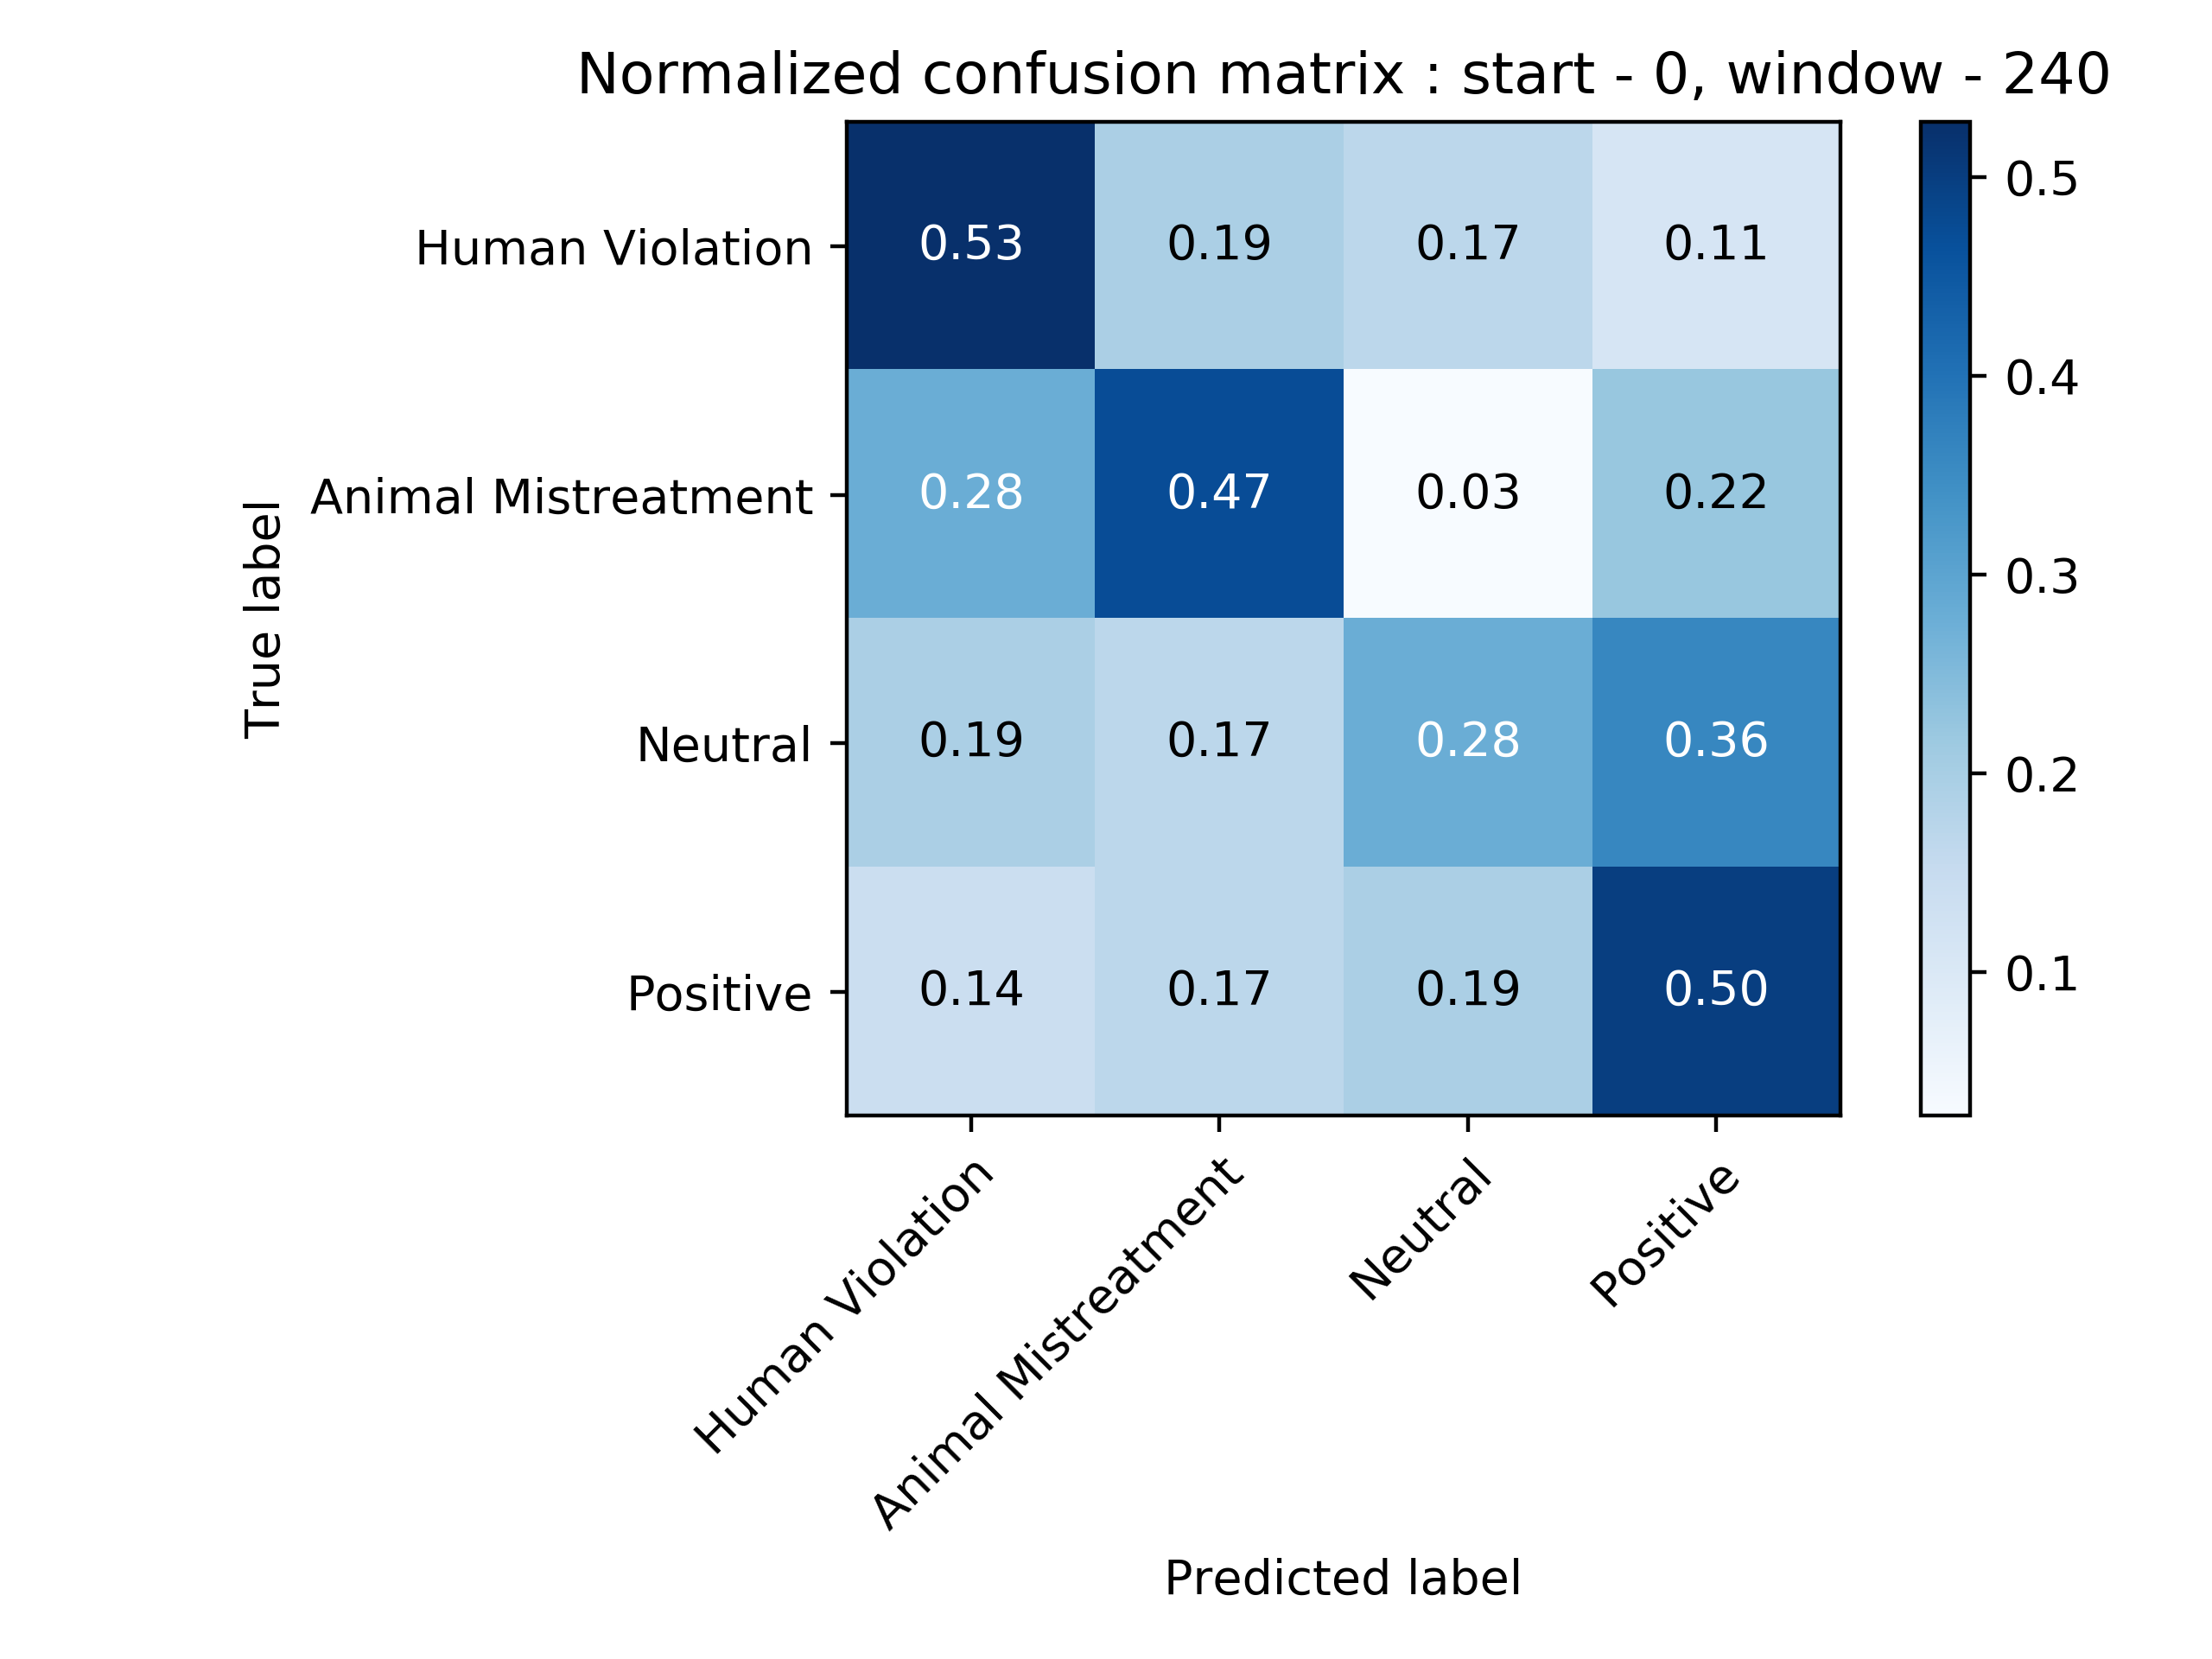 Normalized confusion matrix : start - 0, window - 240
True label
Human Violation
0.53 0.19 0.17 0.11
Animal Mistreatment
0.28 0.47 0.03 0.22
Neutral
0.19 0.17 0.28 0.36
Positive
0.14 0.17 0.19 0.50
Human Violation
Animal Mistreatment
Neutral
Positive
Predicted label
0.5
0.4
0.3
0.2
0.1